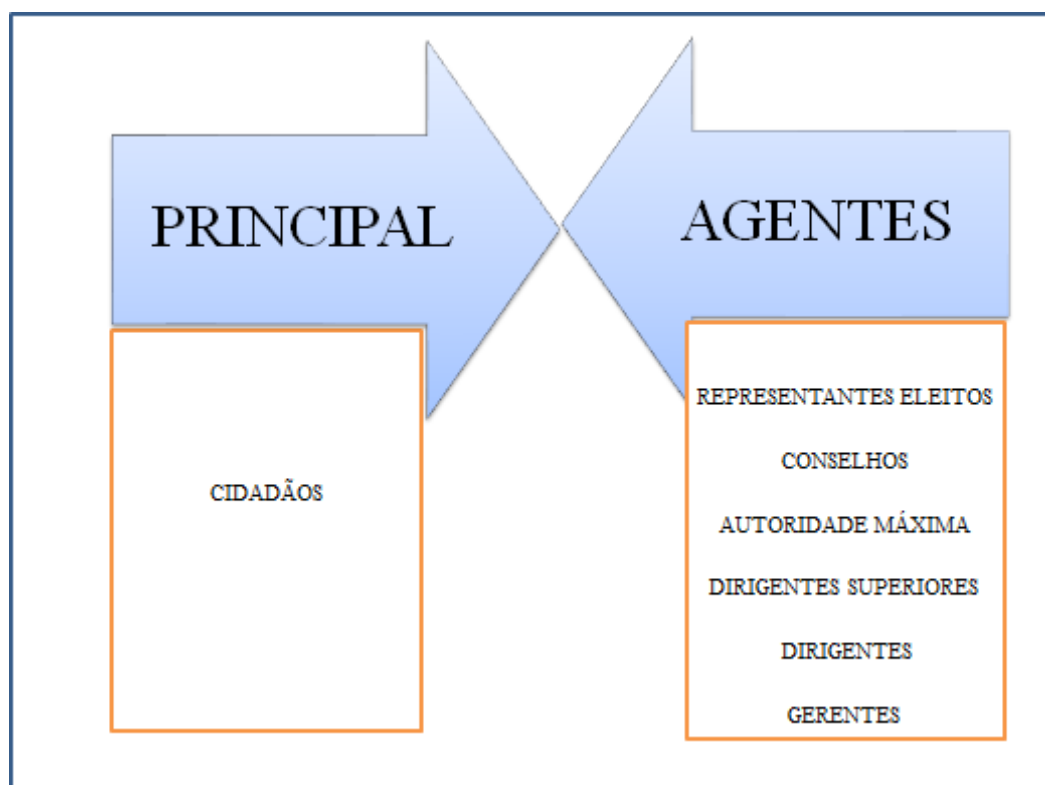 PRINCIPAL
CIDADÃOS
AGENTES
REPRESENTANTES ELEITOS
CONSELHOS
AUTORIDADE MÁXIMA
DIRIGENTES SUPERIORES
DIRIGENTES
GERENTES